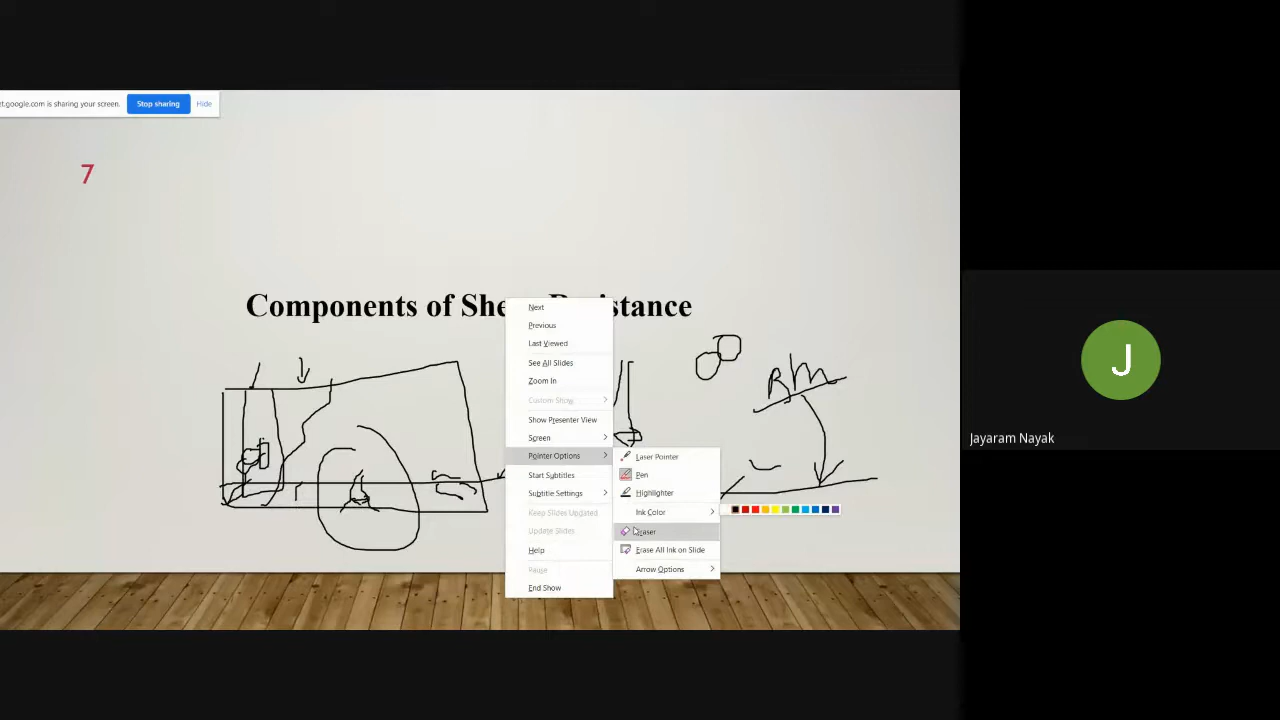 t.google.com is sharing your screen. Stop sharing Hide
7
Components of She
istance
Next
Previous
Last Viewed
See All Slides
Zoom In
Custom Show
Show Presenter View
Screen
Pointer Options
Start Subtitles
Subtitle Settings
Keep Slides Updated
Update Slides
Help
Pause
End Show
Laser Pointer
Pen
Highlighter
Ink Color
Eraser
Erase All Ink on Slide
Arrow Options
RM
J
Jayaram Nayak